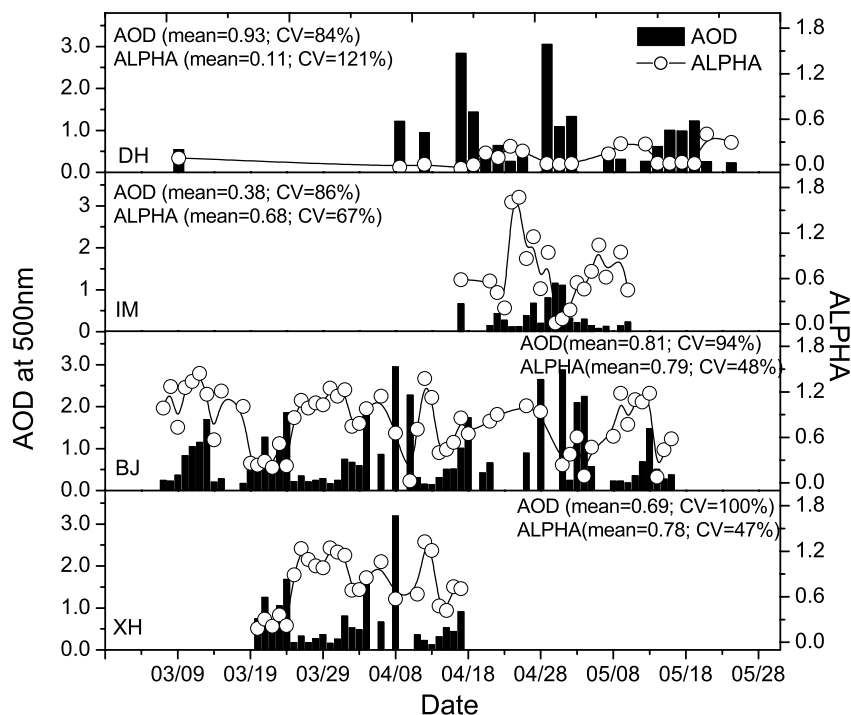 AOD (mean=0.93; CV=84%)
ALPHA (mean=0.11; CV=121%)
AOD
ALPHA
DH
3.0
2.0
1.0
0.0
1.8
1.2
0.6
0.0
AOD (mean=0.38; CV=86%)
ALPHA (mean=0.68; CV=67%)
IM
3
2
1
0
1.8
1.2
0.6
0.0
AOD(mean=0.81; CV=94%)
ALPHA(mean=0.79; CV=48%)
BJ
3.0
2.0
1.0
0.0
1.8
1.2
0.6
0.0
AOD (mean=0.69; CV=100%)
ALPHA(mean=0.78; CV=47%)
XH
3.0
2.0
1.0
0.0
1.8
1.2
0.6
0.0
AOD at 500nm
ALPHA
03/09 03/19 03/29 04/08 04/18 04/28 05/08 05/18 05/28
Date